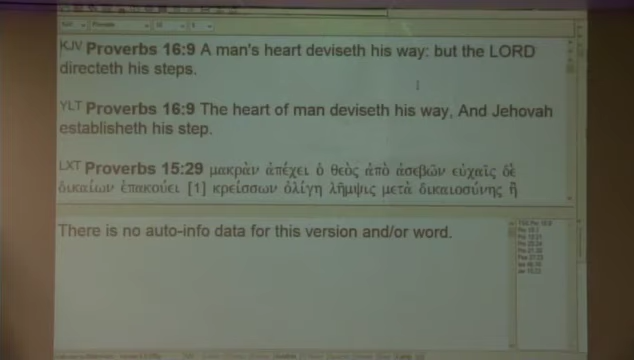 KJV Proverbs 16:9 A man's heart deviseth his way: but the LORD
directeth his steps.
YLT Proverbs 16:9 The heart of man deviseth his way, And Jehovah
establisheth his step.
LXT Proverbs 15:29 μακρὰν ἀπέχει ὁ θεὸς ἀπὸ ἀσεβῶν εὐχαῖς δὲ
δικαίων ἐπακούει [1] κρείσσων ὀλίγη λῆμψις μετὰ δικαιοσύνης ἢ
There is no auto-info data for this version and/or word.